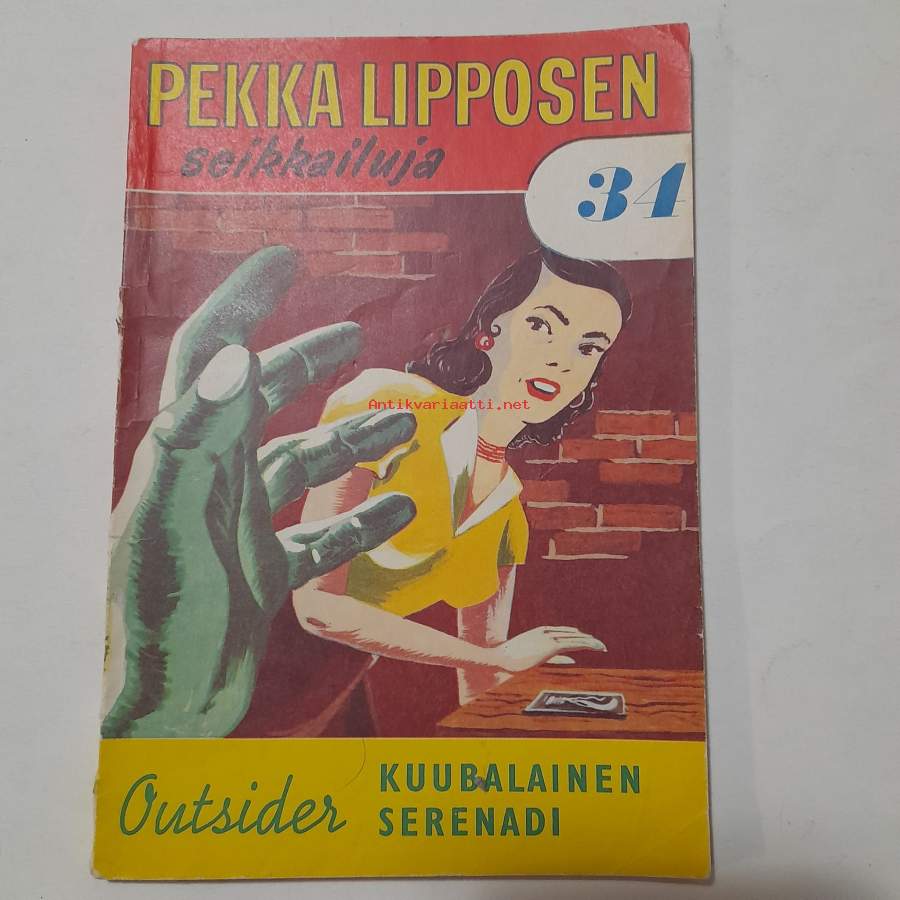 PEKKA LIPPOSEN
seikkailuja
34
Antikvariaatti.net
Outsider
KUUBALAINEN
SERENADI